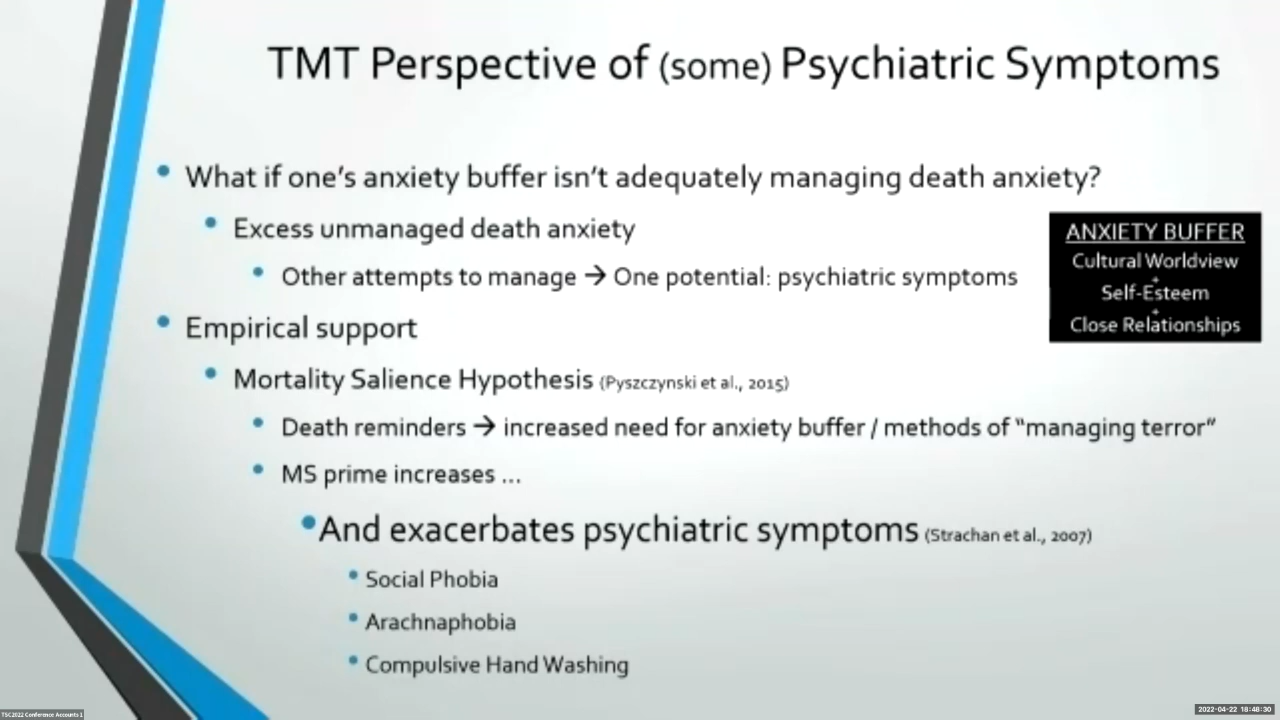 TMT Perspective of (some) Psychiatric Symptoms
• What if one's anxiety buffer isn't adequately managing death anxiety?
• Excess unmanaged death anxiety
• Other attempts to manage → One potential: psychiatric symptoms
ANXIETY BUFFER
Cultural Worldview
+
Self-Esteem
+
Close Relationships
• Empirical support
• Mortality Salience Hypothesis (Pyszczynski et al., 2015)
• Death reminders → increased need for anxiety buffer / methods of "managing terror"
• MS prime increases ...
•And exacerbates psychiatric symptoms (Strachan et al., 2007)
• Social Phobia
• Arachnaphobia
• Compulsive Hand Washing
TSC2022 Conference Accounts 1
2022-04-22 18:48:30